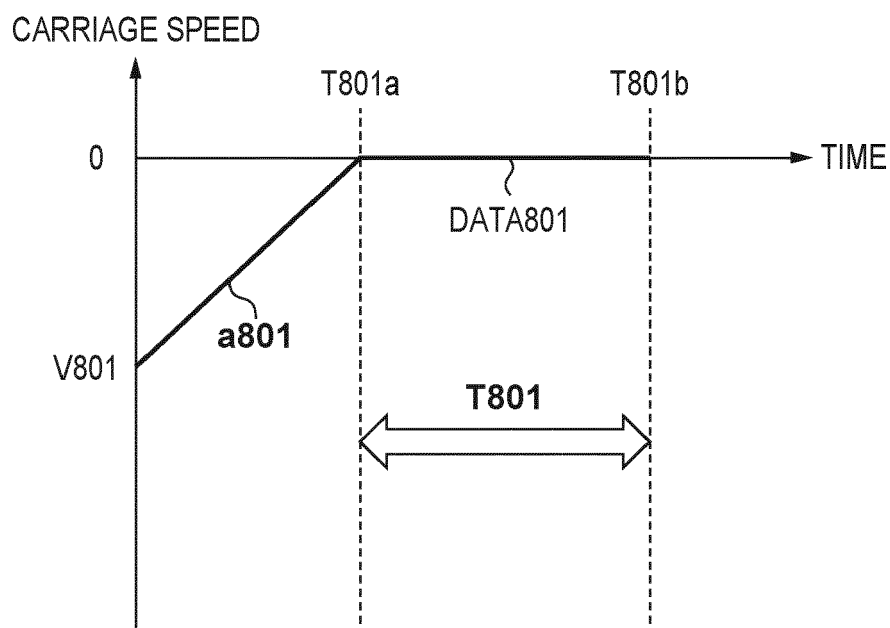 CARRIAGE SPEED
T801a
T801b
0
TIME
DATA801
a801
V801
T801